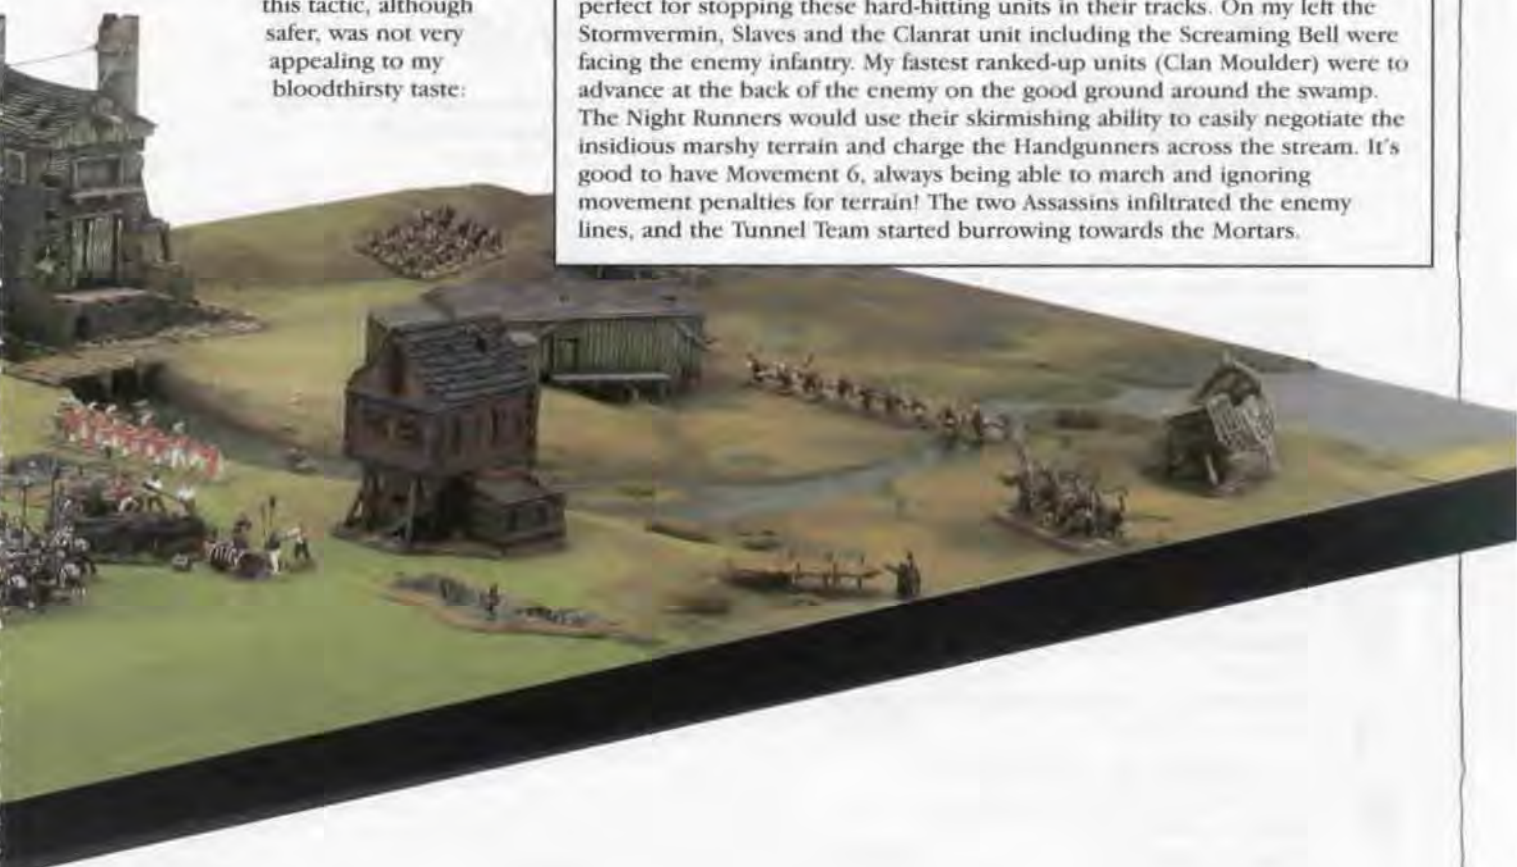 this tactic, although
safer, was not very
appealing to my
bloodthirsty taste:
perfect for stopping these hard-hitting units in their tracks. On my left the
Stormvermin, Slaves and the Clanrat unit including the Screaming Bell were
facing the enemy infantry. My fastest ranked-up units (Clan Moulder) were to
advance at the back of the enemy on the good ground around the swamp.
The Night Runners would use their skirmishing ability to easily negotiate the
insidious marshy terrain and charge the Handgunners across the stream. It's
good to have Movement 6, always being able to march and ignoring
movement penalties for terrain! The two Assassins infiltrated the enemy
lines, and the Tunnel Team started burrowing towards the Mortars.